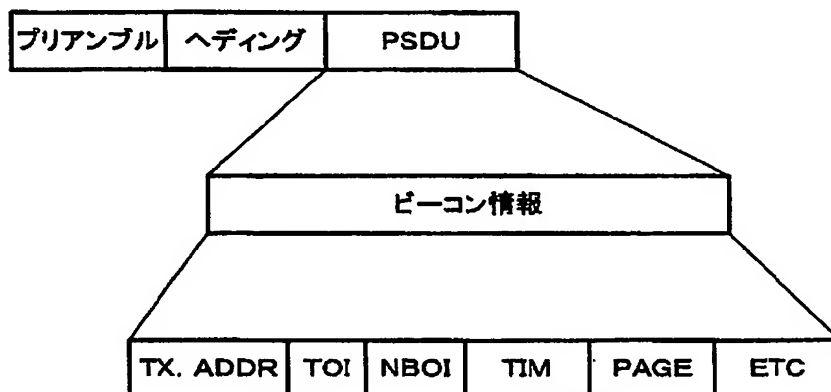 プリアンブル ヘディング PSDU
ビーコン情報
TX. ADDR TOI NBOI TIM PAGE ETC